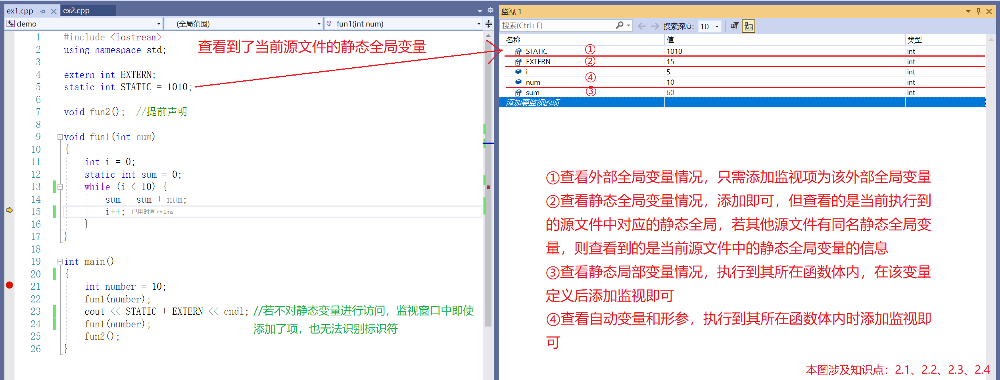 ex1.cpp
ex2.cpp
demo
(全局范围)
fun1(int num)
1 #include <iostream>
2 using namespace std;
3
4 extern int EXTERN;
5 static int STATIC = 1010;
6
7 void fun2(); //提前声明
8
9 void fun1(int num)
10 {
11 int i = 0;
12 static int sum = 0;
13 while (i < 10) {
14 sum = sum + num;
15 i++; 已用时间 <= 1ms
16 }
17 }
18
19 int main()
20 {
21 int number = 10;
22 fun1(number);
23 cout << STATIC + EXTERN << endl; //若不对静态变量进行访问，监视窗口中即使
添加了项，也无法识别标识符
24 fun1(number);
25 fun2();
26 }
查看到了当前源文件的静态全局变量
监视 1
搜索(Ctrl+E)
搜索深度: 10
名称 值 类型
STATIC ① 1010 int
EXTERN ② 15 int
i 5 int
④
num 10 int
sum ③ 60 int
添加要监视的项
①查看外部全局变量情况，只需添加监视项为该外部全局变量
②查看静态全局变量情况，添加即可，但查看的是当前执行到
的源文件中对应的静态全局，若其他源文件有同名静态全局变
量，则查看到的是当前源文件中的静态全局变量的信息
③查看静态局部变量情况，执行到其所在函数体内，在该变量
定义后添加监视即可
④查看自动变量和形参，执行到其所在函数体内时添加监视即
可
本图涉及知识点：2.1、2.2、2.3、2.4